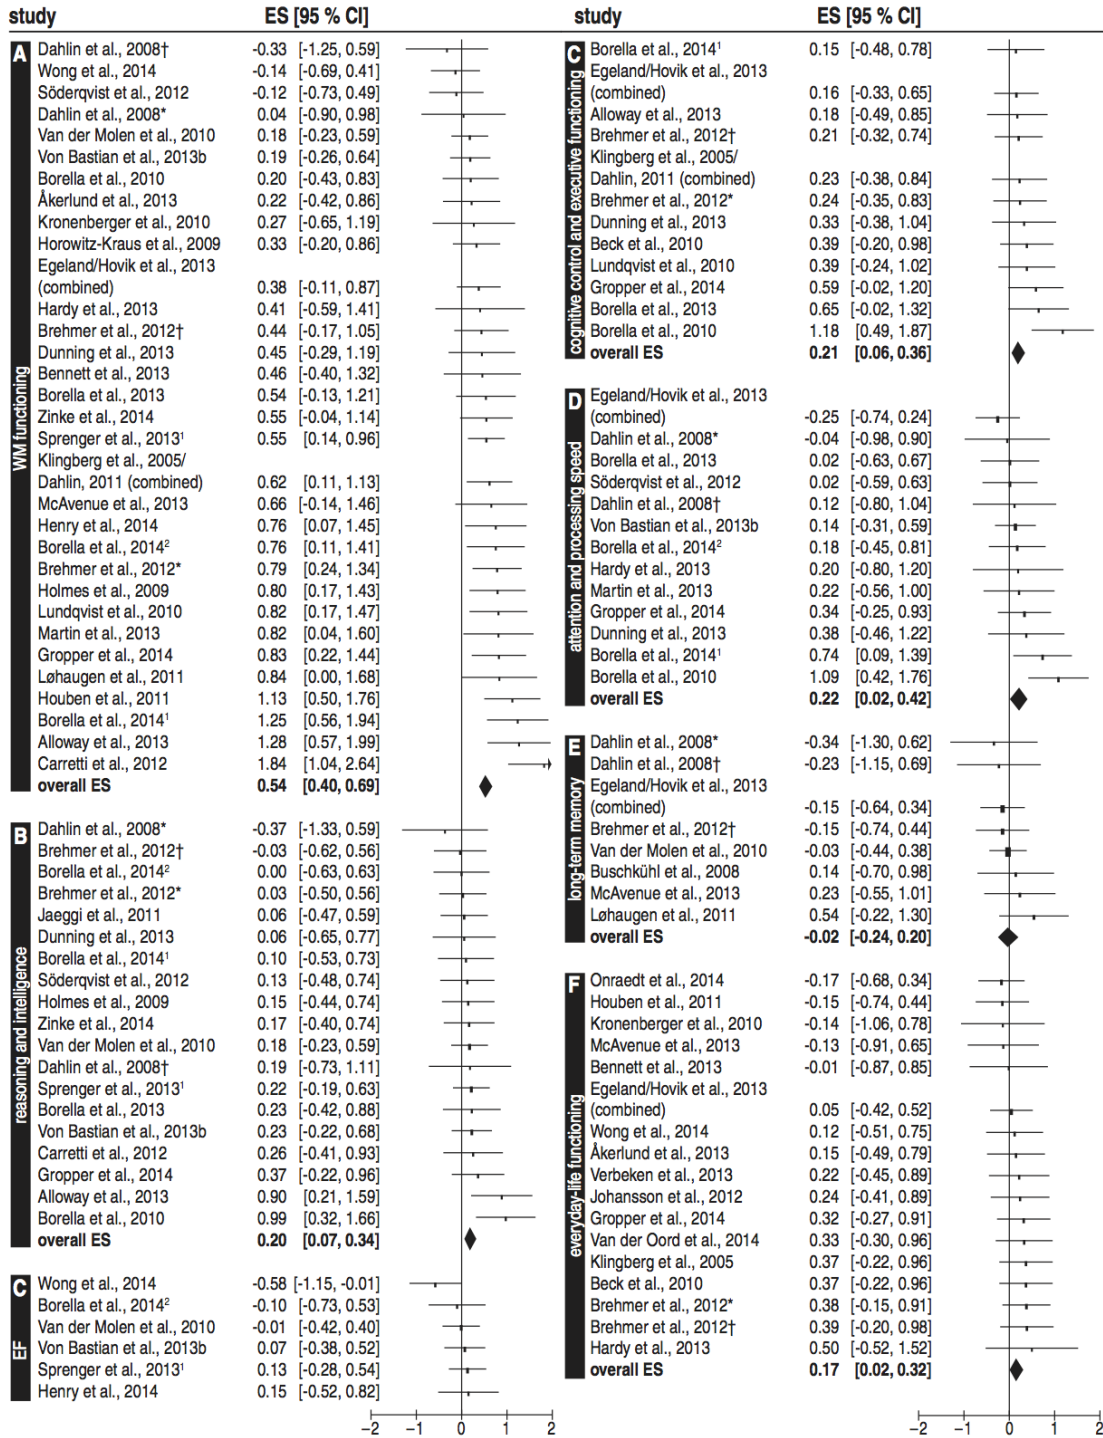 study ES [95 % CI]
A
WM functioning
Dahlin et al., 2008† -0.33 [-1.25, 0.59]
Wong et al., 2014 -0.14 [-0.69, 0.41]
Söderqvist et al., 2012 -0.12 [-0.73, 0.49]
Dahlin et al., 2008* 0.04 [-0.90, 0.98]
Van der Molen et al., 2010 0.18 [-0.23, 0.59]
Von Bastian et al., 2013b 0.19 [-0.26, 0.64]
Borella et al., 2010 0.20 [-0.43, 0.83]
Åkerlund et al., 2013 0.22 [-0.42, 0.86]
Kronenberger et al., 2010 0.27 [-0.65, 1.19]
Horowitz-Kraus et al., 2009 0.33 [-0.20, 0.86]
Egeland/Hovik et al., 2013
(combined) 0.38 [-0.11, 0.87]
Hardy et al., 2013 0.41 [-0.59, 1.41]
Brehmer et al., 2012† 0.44 [-0.17, 1.05]
Dunning et al., 2013 0.45 [-0.29, 1.19]
Bennett et al., 2013 0.46 [-0.40, 1.32]
Borella et al., 2013 0.54 [-0.13, 1.21]
Zinke et al., 2014 0.55 [-0.04, 1.14]
Sprenger et al., 2013¹ 0.55 [0.14, 0.96]
Klingberg et al., 2005/
Dahlin, 2011 (combined) 0.62 [0.11, 1.13]
McAvenue et al., 2013 0.66 [-0.14, 1.46]
Henry et al., 2014 0.76 [0.07, 1.45]
Borella et al., 2014² 0.76 [0.11, 1.41]
Brehmer et al., 2012* 0.79 [0.24, 1.34]
Holmes et al., 2009 0.80 [0.17, 1.43]
Lundqvist et al., 2010 0.82 [0.17, 1.47]
Martin et al., 2013 0.82 [0.04, 1.60]
Gropper et al., 2014 0.83 [0.22, 1.44]
Løhaugen et al., 2011 0.84 [0.00, 1.68]
Houben et al., 2011 1.13 [0.50, 1.76]
Borella et al., 2014¹ 1.25 [0.56, 1.94]
Alloway et al., 2013 1.28 [0.57, 1.99]
Carretti et al., 2012 1.84 [1.04, 2.64]
overall ES 0.54 [0.40, 0.69]
B
reasoning and intelligence
Dahlin et al., 2008* -0.37 [-1.33, 0.59]
Brehmer et al., 2012† -0.03 [-0.62, 0.56]
Borella et al., 2014² 0.00 [-0.63, 0.63]
Brehmer et al., 2012* 0.03 [-0.50, 0.56]
Jaeggi et al., 2011 0.06 [-0.47, 0.59]
Dunning et al., 2013 0.06 [-0.65, 0.77]
Borella et al., 2014¹ 0.10 [-0.53, 0.73]
Söderqvist et al., 2012 0.13 [-0.48, 0.74]
Holmes et al., 2009 0.15 [-0.44, 0.74]
Zinke et al., 2014 0.17 [-0.40, 0.74]
Van der Molen et al., 2010 0.18 [-0.23, 0.59]
Dahlin et al., 2008† 0.19 [-0.73, 1.11]
Sprenger et al., 2013¹ 0.22 [-0.19, 0.63]
Borella et al., 2013 0.23 [-0.42, 0.88]
Von Bastian et al., 2013b 0.23 [-0.22, 0.68]
Carretti et al., 2012 0.26 [-0.41, 0.93]
Gropper et al., 2014 0.37 [-0.22, 0.96]
Alloway et al., 2013 0.90 [0.21, 1.59]
Borella et al., 2010 0.99 [0.32, 1.66]
overall ES 0.20 [0.07, 0.34]
C
EF
Wong et al., 2014 -0.58 [-1.15, -0.01]
Borella et al., 2014² -0.10 [-0.73, 0.53]
Van der Molen et al., 2010 -0.01 [-0.42, 0.40]
Von Bastian et al., 2013b 0.07 [-0.38, 0.52]
Sprenger et al., 2013¹ 0.13 [-0.28, 0.54]
Henry et al., 2014 0.15 [-0.52, 0.82]
−2 −1 0 1 2
study ES [95 % CI]
C
cognitive control and executive functioning
Borella et al., 2014¹ 0.15 [-0.48, 0.78]
Egeland/Hovik et al., 2013
(combined) 0.16 [-0.33, 0.65]
Alloway et al., 2013 0.18 [-0.49, 0.85]
Brehmer et al., 2012† 0.21 [-0.32, 0.74]
Klingberg et al., 2005/
Dahlin, 2011 (combined) 0.23 [-0.38, 0.84]
Brehmer et al., 2012* 0.24 [-0.35, 0.83]
Dunning et al., 2013 0.33 [-0.38, 1.04]
Beck et al., 2010 0.39 [-0.20, 0.98]
Lundqvist et al., 2010 0.39 [-0.24, 1.02]
Gropper et al., 2014 0.59 [-0.02, 1.20]
Borella et al., 2013 0.65 [-0.02, 1.32]
Borella et al., 2010 1.18 [0.49, 1.87]
overall ES 0.21 [0.06, 0.36]
D
attention and processing speed
Egeland/Hovik et al., 2013
(combined) -0.25 [-0.74, 0.24]
Dahlin et al., 2008* -0.04 [-0.98, 0.90]
Borella et al., 2013 0.02 [-0.63, 0.67]
Söderqvist et al., 2012 0.02 [-0.59, 0.63]
Dahlin et al., 2008† 0.12 [-0.80, 1.04]
Von Bastian et al., 2013b 0.14 [-0.31, 0.59]
Borella et al., 2014² 0.18 [-0.45, 0.81]
Hardy et al., 2013 0.20 [-0.80, 1.20]
Martin et al., 2013 0.22 [-0.56, 1.00]
Gropper et al., 2014 0.34 [-0.25, 0.93]
Dunning et al., 2013 0.38 [-0.46, 1.22]
Borella et al., 2014¹ 0.74 [0.09, 1.39]
Borella et al., 2010 1.09 [0.42, 1.76]
overall ES 0.22 [0.02, 0.42]
E
long-term memory
Dahlin et al., 2008* -0.34 [-1.30, 0.62]
Dahlin et al., 2008† -0.23 [-1.15, 0.69]
Egeland/Hovik et al., 2013
(combined) -0.15 [-0.64, 0.34]
Brehmer et al., 2012† -0.15 [-0.74, 0.44]
Van der Molen et al., 2010 -0.03 [-0.44, 0.38]
Buschkühl et al., 2008 0.14 [-0.70, 0.98]
McAvenue et al., 2013 0.23 [-0.55, 1.01]
Løhaugen et al., 2011 0.54 [-0.22, 1.30]
overall ES -0.02 [-0.24, 0.20]
F
everyday-life functioning
Onraedt et al., 2014 -0.17 [-0.68, 0.34]
Houben et al., 2011 -0.15 [-0.74, 0.44]
Kronenberger et al., 2010 -0.14 [-1.06, 0.78]
McAvenue et al., 2013 -0.13 [-0.91, 0.65]
Bennett et al., 2013 -0.01 [-0.87, 0.85]
Egeland/Hovik et al., 2013
(combined) 0.05 [-0.42, 0.52]
Wong et al., 2014 0.12 [-0.51, 0.75]
Åkerlund et al., 2013 0.15 [-0.49, 0.79]
Verbeken et al., 2013 0.22 [-0.45, 0.89]
Johansson et al., 2012 0.24 [-0.41, 0.89]
Gropper et al., 2014 0.32 [-0.27, 0.91]
Van der Oord et al., 2014 0.33 [-0.30, 0.96]
Klingberg et al., 2005 0.37 [-0.22, 0.96]
Beck et al., 2010 0.37 [-0.22, 0.96]
Brehmer et al., 2012* 0.38 [-0.15, 0.91]
Brehmer et al., 2012† 0.39 [-0.20, 0.98]
Hardy et al., 2013 0.50 [-0.52, 1.52]
overall ES 0.17 [0.02, 0.32]
−2 −1 0 1 2